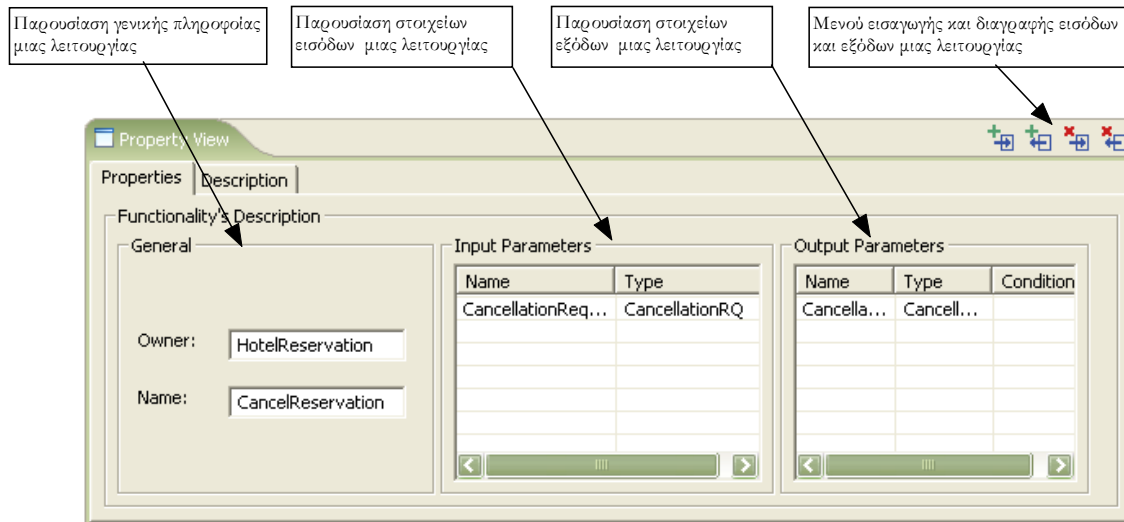 Παρουσίαση γενικής πληροφοίας
μιας λειτουργίας
Παρουσίαση στοιχείων
εισόδων μιας λειτουργίας
Παρουσίαση στοιχείων
εξόδων μιας λειτουργίας
Μενού εισαγωγής και διαγραφής εισόδων
και εξόδων μιας λειτουργίας
Property View
Properties Description
Functionality's Description
General
Owner: HotelReservation
Name: CancelReservation
Input Parameters
Name Type
CancellationReq... CancellationRQ
Output Parameters
Name Type Condition
Cancella... Cancell...